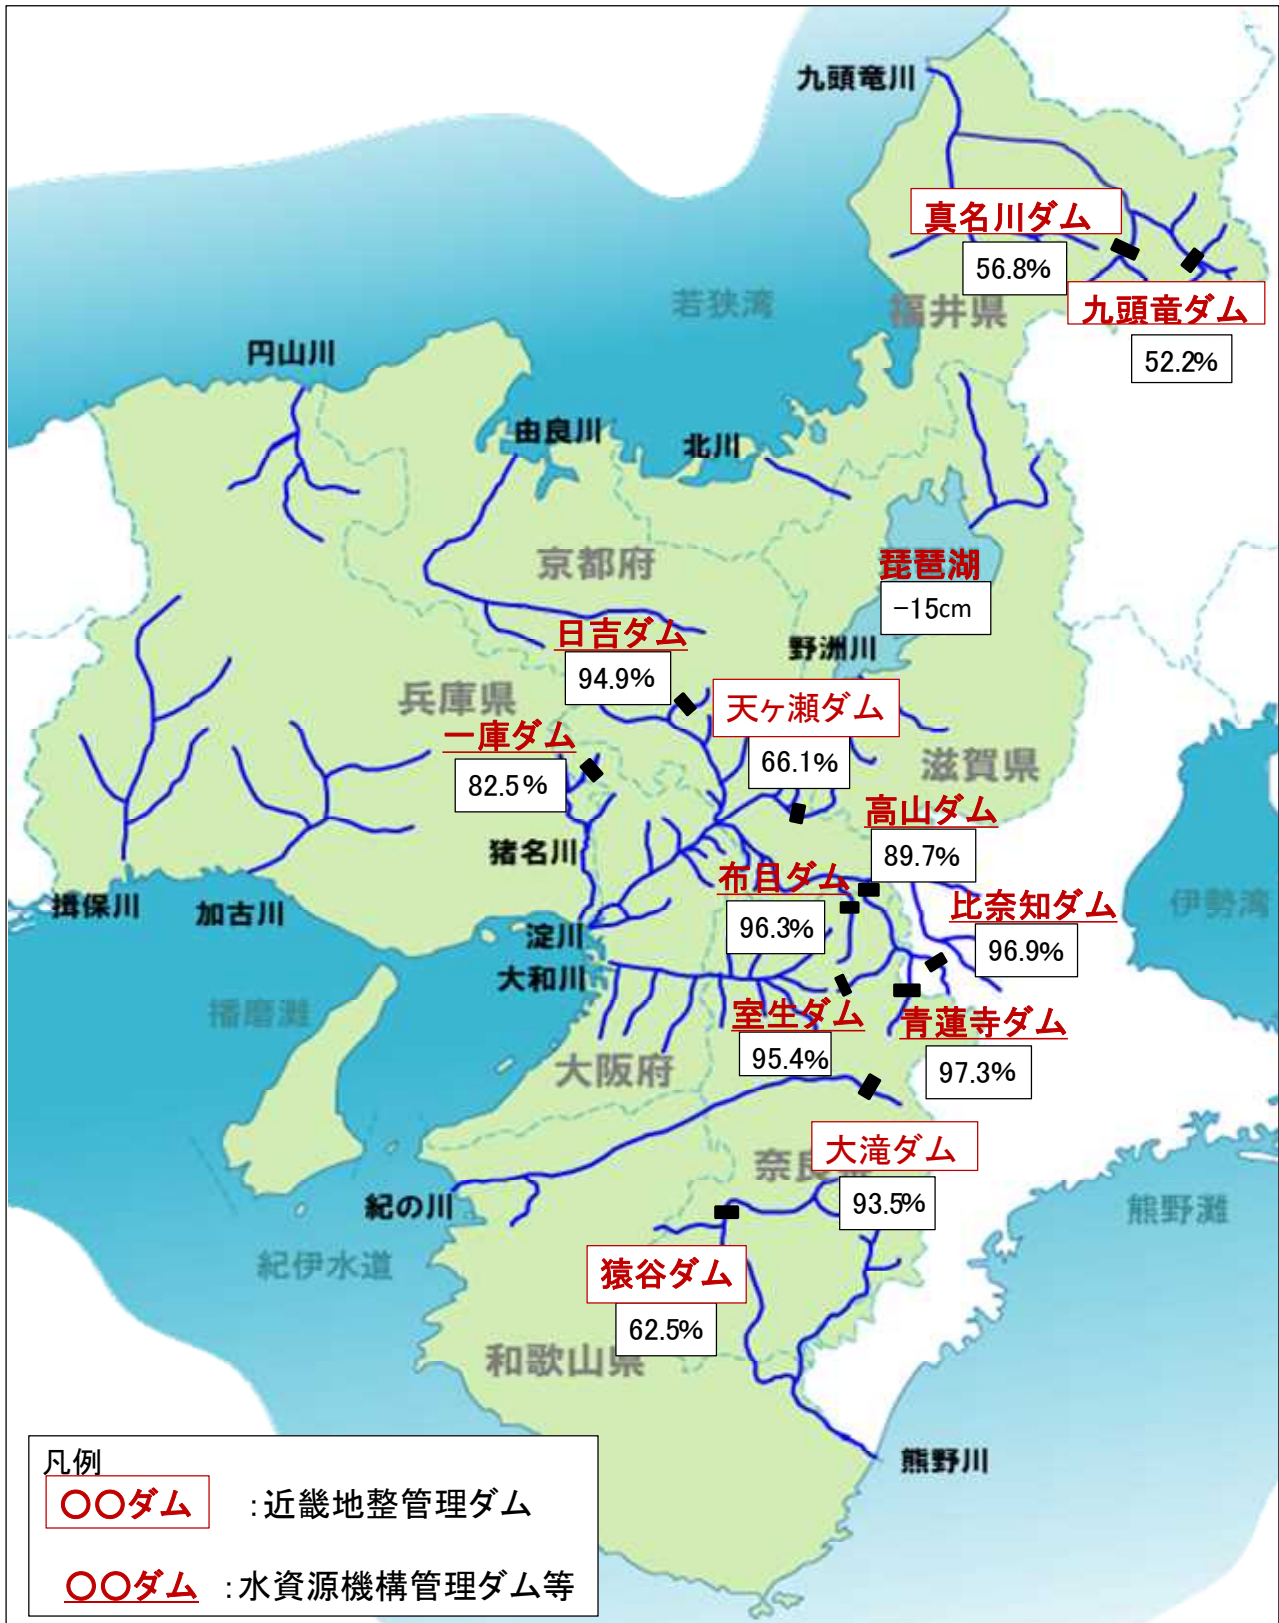 九頭竜川
真名川ダム
56.8%
九頭竜ダム
52.2%
若狭湾
福井県
円山川
由良川
北川
京都府
琵琶湖
-15cm
日吉ダム
94.9%
野洲川
兵庫県
天ヶ瀬ダム
66.1%
一庫ダム
82.5%
滋賀県
高山ダム
89.7%
猪名川
布目ダム
96.3%
比奈知ダム
96.9%
揖保川
加古川
淀川
大和川
伊勢湾
播磨灘
室生ダム
95.4%
青蓮寺ダム
97.3%
大阪府
大滝ダム
93.5%
奈良
紀の川
熊野灘
紀伊水道
猿谷ダム
62.5%
和歌山県
熊野川
凡例
〇〇ダム :近畿地整管理ダム
〇〇ダム :水資源機構管理ダム等